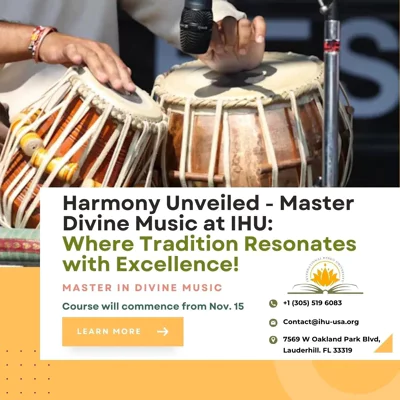 Harmony Unveiled - Master
Divine Music at IHU:
Where Tradition Resonates
with Excellence!
MASTER IN DIVINE MUSIC
Course will commence from Nov. 15
LEARN MORE
+1 (305) 519 6083
Contact@ihu-usa.org
7569 W Oakland Park Blvd,
Lauderhill. FL 33319